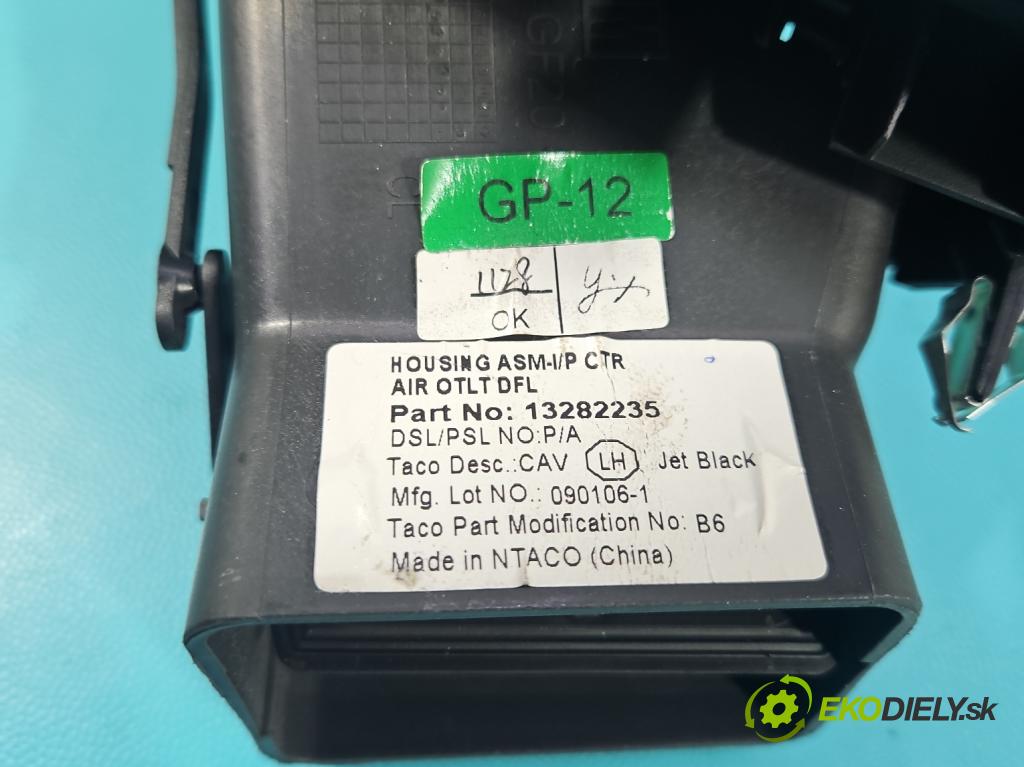 GF20
GP-12
1128
OK
HOUSING ASM-I/P CTR
AIR OTLT DFL
Part No: 13282235
DSL/PSL NO:P/A
Taco Desc.:CAV LH Jet Black
Mfg. Lot NO.: 090106-1
Taco Part Modification No: B6
Made in NTACO (China)
EKODIELY.sk